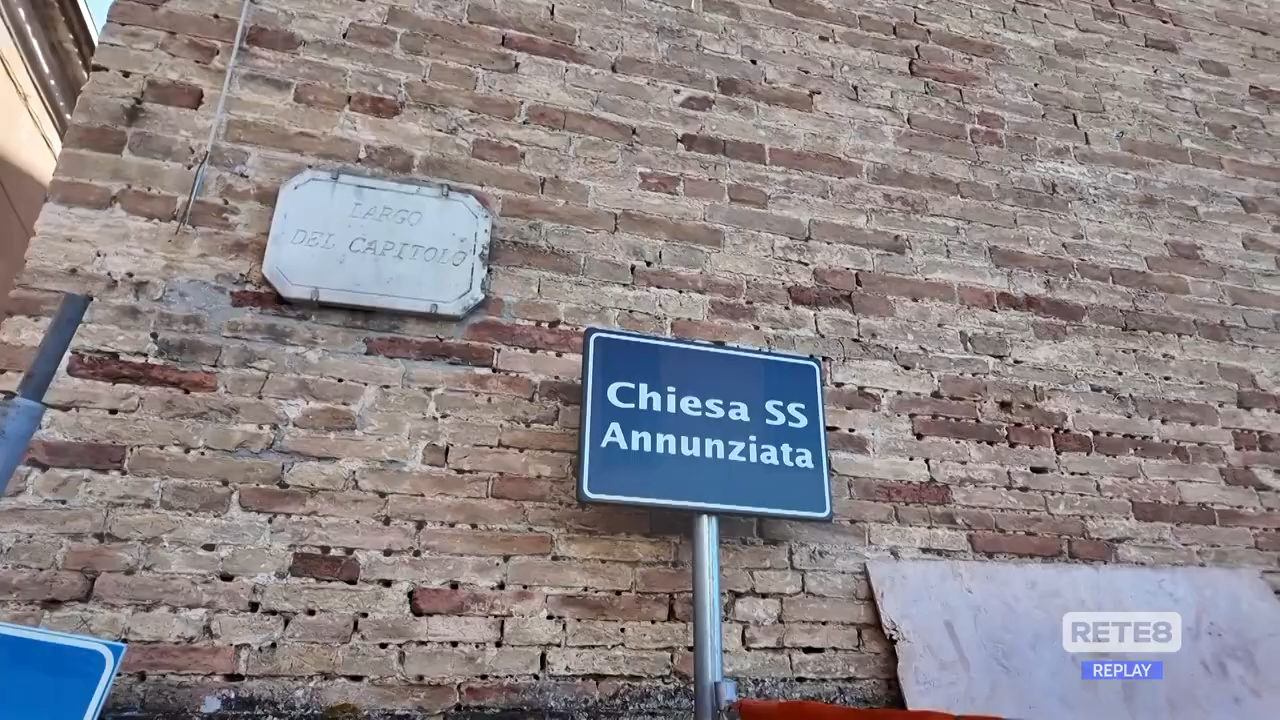 LARGO
DEL CAPITOLO
Chiesa SS
Annunziata
RETE8
REPLAY